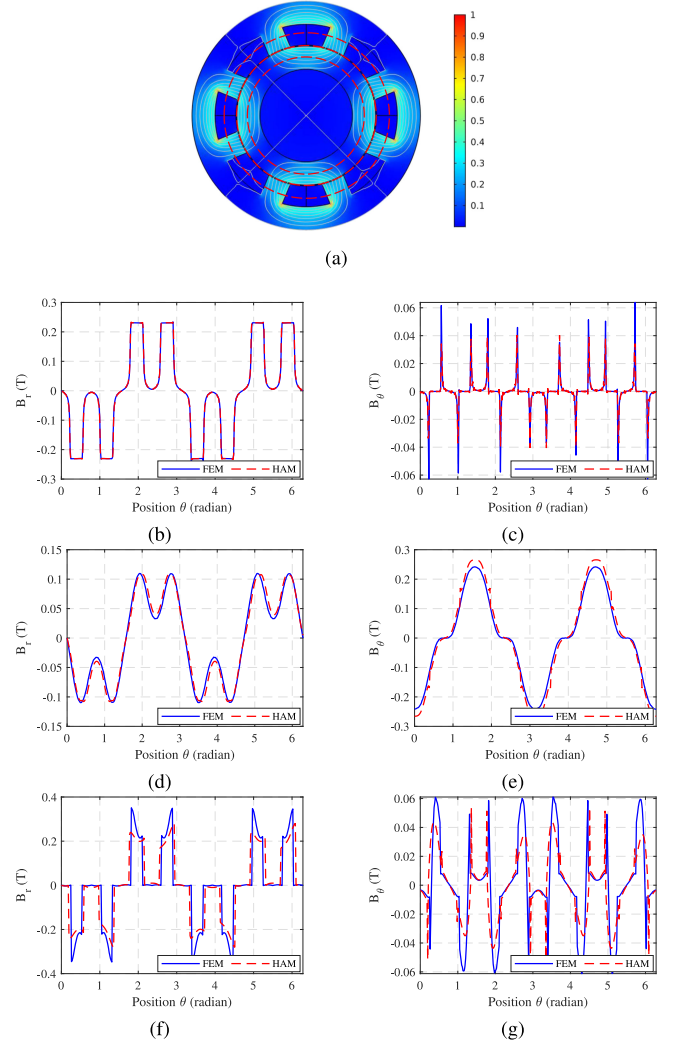 1
0.9
0.8
0.7
0.6
0.5
0.4
0.3
0.2
0.1
(a)
0.3
0.2
0.1
0
-0.1
-0.2
-0.3
B_r (T)
0 1 2 3 4 5 6
Position θ (radian)
FEM HAM
(b)
0.06
0.04
0.02
0
-0.02
-0.04
-0.06
B_θ (T)
0 1 2 3 4 5 6
Position θ (radian)
FEM HAM
(c)
0.15
0.1
0.05
0
-0.05
-0.1
-0.15
B_r (T)
0 1 2 3 4 5 6
Position θ (radian)
FEM HAM
(d)
0.3
0.2
0.1
0
-0.1
-0.2
-0.3
B_θ (T)
0 1 2 3 4 5 6
Position θ (radian)
FEM HAM
(e)
0.4
0.2
0
-0.2
-0.4
B_r (T)
0 1 2 3 4 5 6
Position θ (radian)
FEM HAM
(f)
0.06
0.04
0.02
0
-0.02
-0.04
-0.06
B_θ (T)
0 1 2 3 4 5 6
Position θ (radian)
FEM HAM
(g)